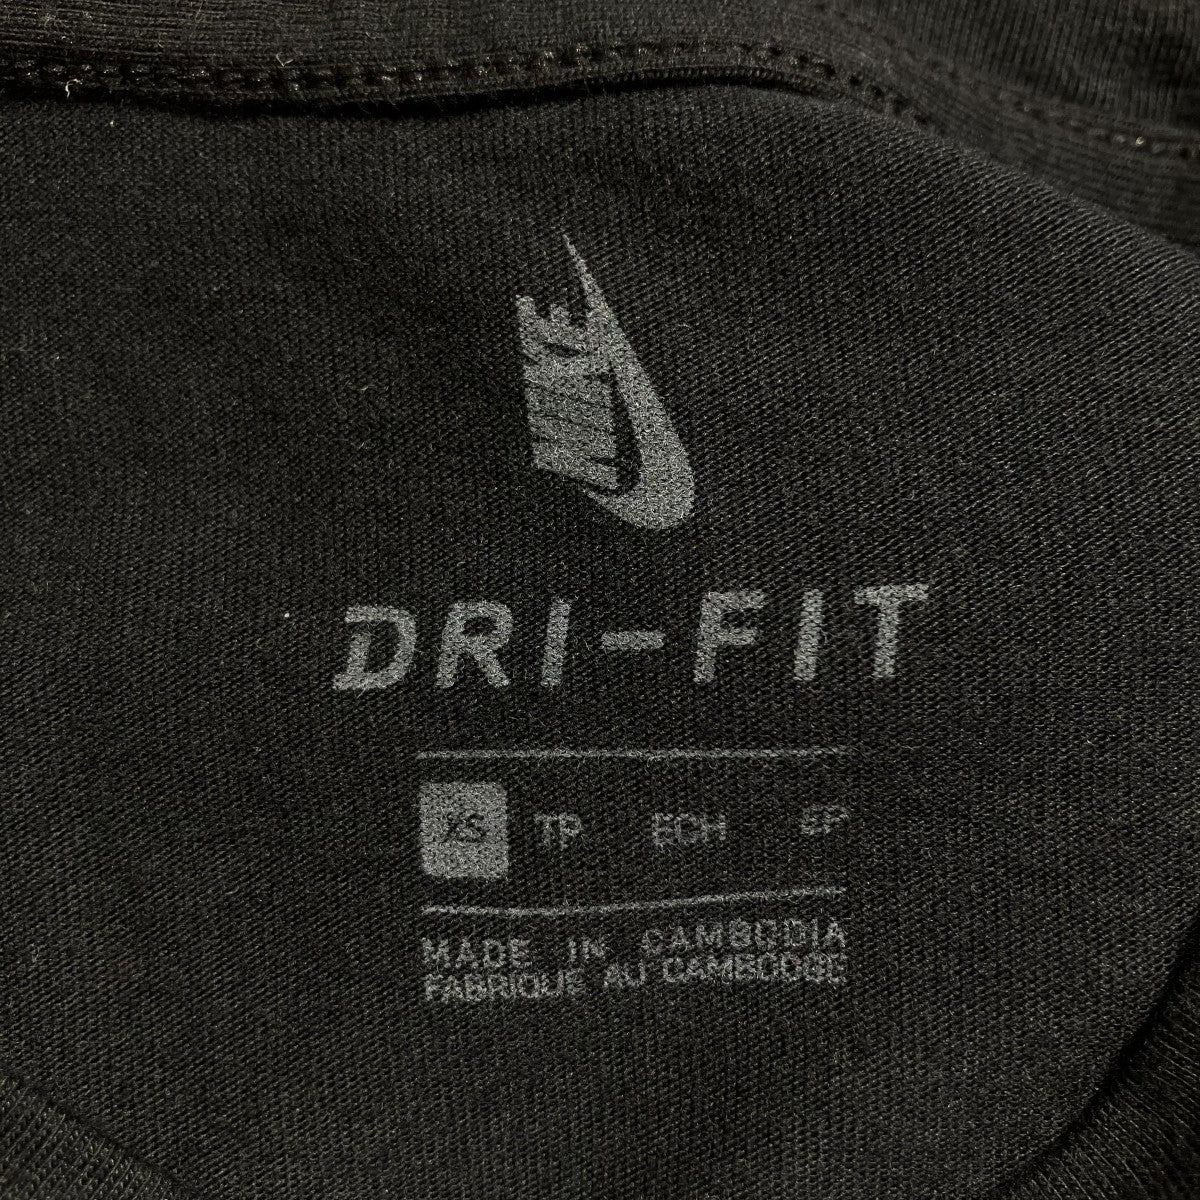 NIKE
DRI-FIT
XS TP ECH EP
MADE IN CAMBODIA
FABRIQUE AU CAMBODGE